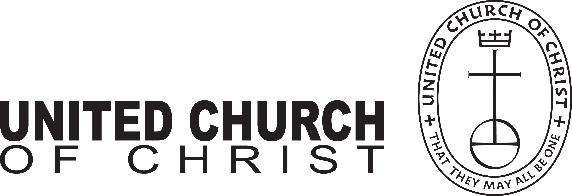 UNITED CHURCH
OF CHRIST
UNITED CHURCH OF CHRIST
THAT THEY MAY ALL BE ONE